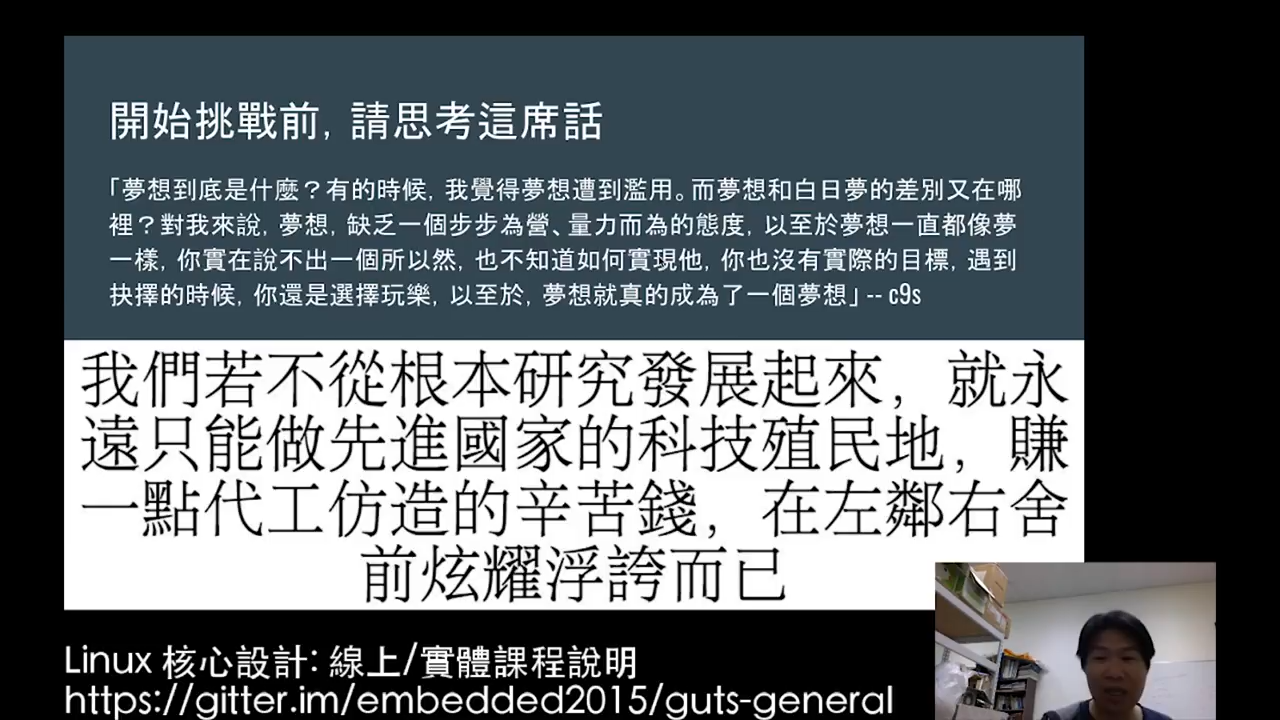 開始挑戰前, 請思考這席話
「夢想到底是什麼？有的時候, 我覺得夢想遭到濫用。而夢想和白日夢的差別又在哪
裡？對我來說, 夢想, 缺乏一個步步為營、量力而為的態度, 以至於夢想一直都像夢
一樣, 你實在說不出一個所以然, 也不知道如何實現他, 你也沒有實際的目標, 遇到
抉擇的時候, 你還是選擇玩樂, 以至於, 夢想就真的成為了一個夢想」-- c9s
我們若不從根本研究發展起來，就永
遠只能做先進國家的科技殖民地，賺
一點代工仿造的辛苦錢，在左鄰右舍
前炫耀浮誇而已
Linux 核心設計: 線上/實體課程說明
https://gitter.im/embedded2015/guts-general